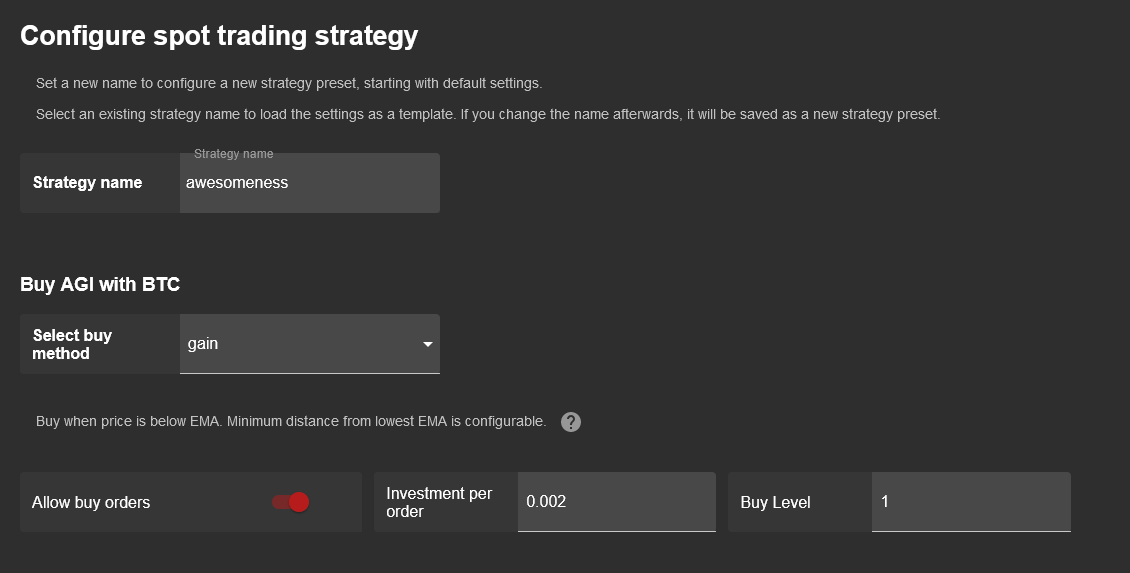 Configure spot trading strategy
Set a new name to configure a new strategy preset, starting with default settings.
Select an existing strategy name to load the settings as a template. If you change the name afterwards, it will be saved as a new strategy preset.
Strategy name
Strategy name
awesomeness
Buy AGI with BTC
Select buy
method
gain
Buy when price is below EMA. Minimum distance from lowest EMA is configurable. ?
Allow buy orders
Investment per
order
0.002
Buy Level
1